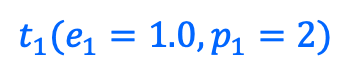 t₁(e₁ = 1.0, p₁ = 2)